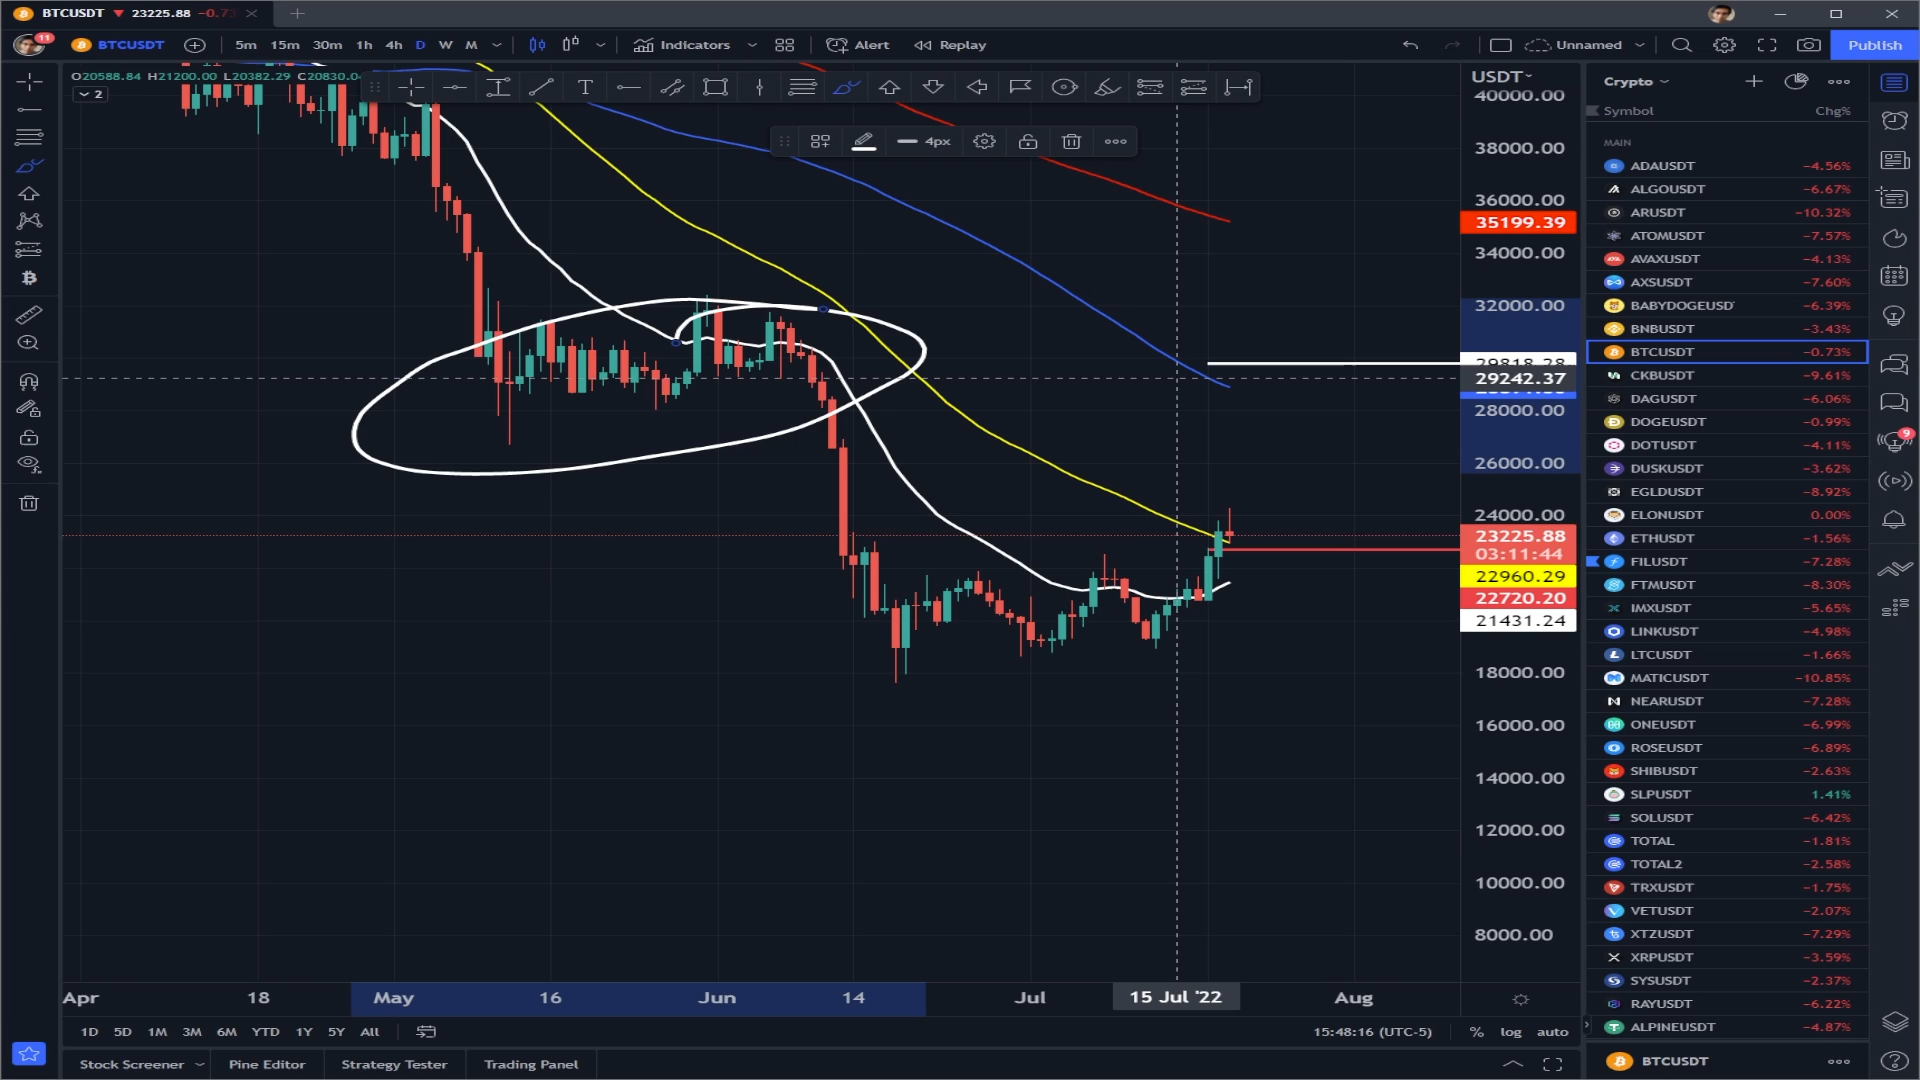 BTCUSDT ▼ 23225.88 −0.73
11 BTCUSDT 5m 15m 30m 1h 4h D W M Indicators Alert Replay Unnamed Publish
O20588.84 H21200.00 L20382.29 C20830.04
2
4px
USDT
40000.00
38000.00
36000.00
35199.39
34000.00
32000.00
29818.28
29242.37
28000.00
26000.00
24000.00
23225.88
03:11:44
22960.29
22720.20
21431.24
18000.00
16000.00
14000.00
12000.00
10000.00
8000.00
Apr 18 May 16 Jun 14 Jul 15 Jul '22 Aug
1D 5D 1M 3M 6M YTD 1Y 5Y All 15:48:16 (UTC-5) % log auto
Stock Screener Pine Editor Strategy Tester Trading Panel
Crypto
Symbol Chg%
MAIN
ADAUSDT −4.56%
ALGOUSDT −6.67%
ARUSDT −10.32%
ATOMUSDT −7.57%
AVAXUSDT −4.13%
AXSUSDT −7.60%
BABYDOGEUSD −6.39%
BNBUSDT −3.43%
BTCUSDT −0.73%
CKBUSDT −9.61%
DAGUSDT −6.06%
DOGEUSDT −0.99%
DOTUSDT −4.11%
DUSKUSDT −3.62%
EGLDUSDT −8.92%
ELONUSDT 0.00%
ETHUSDT −1.56%
FILUSDT −7.28%
FTMUSDT −8.30%
IMXUSDT −5.65%
LINKUSDT −4.98%
LTCUSDT −1.66%
MATICUSDT −10.85%
NEARUSDT −7.28%
ONEUSDT −6.99%
ROSEUSDT −6.89%
SHIBUSDT −2.63%
SLPUSDT 1.41%
SOLUSDT −6.42%
TOTAL −1.81%
TOTAL2 −2.58%
TRXUSDT −1.75%
VETUSDT −2.07%
XTZUSDT −7.29%
XRPUSDT −3.59%
SYSUSDT −2.37%
RAYUSDT −6.22%
ALPINEUSDT −4.87%
BTCUSDT
9